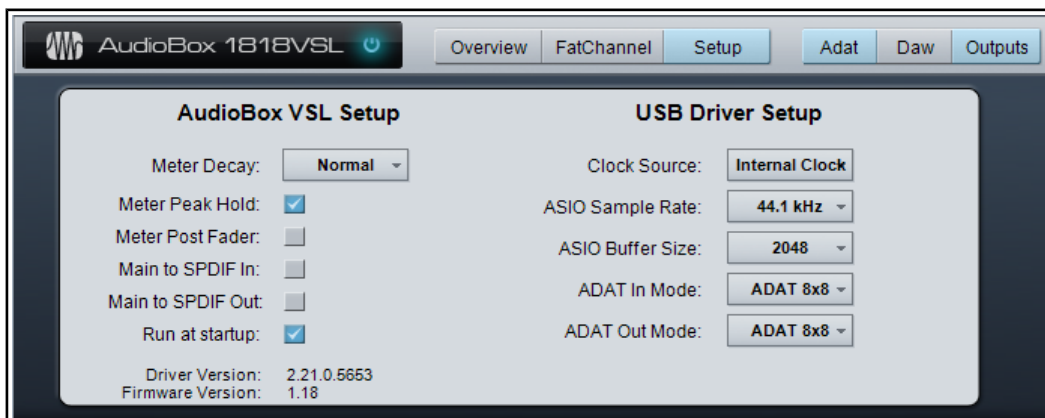 AudioBox 1818VSL
Overview FatChannel Setup Adat Daw Outputs
AudioBox VSL Setup
Meter Decay: Normal
Meter Peak Hold:
Meter Post Fader:
Main to SPDIF In:
Main to SPDIF Out:
Run at startup:
Driver Version: 2.21.0.5653
Firmware Version: 1.18
USB Driver Setup
Clock Source: Internal Clock
ASIO Sample Rate: 44.1 kHz
ASIO Buffer Size: 2048
ADAT In Mode: ADAT 8x8
ADAT Out Mode: ADAT 8x8